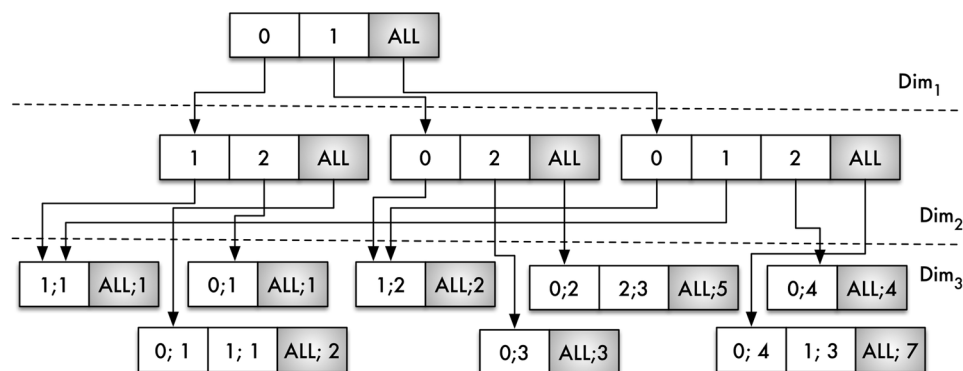 0 1 ALL
Dim1
1 2 ALL 0 2 ALL 0 1 2 ALL
Dim2
1;1 ALL;1 0;1 ALL;1 1;2 ALL;2 0;2 2;3 ALL;5 0;4 ALL;4 Dim3
0; 1 1; 1 ALL; 2 0;3 ALL;3 0; 4 1; 3 ALL; 7